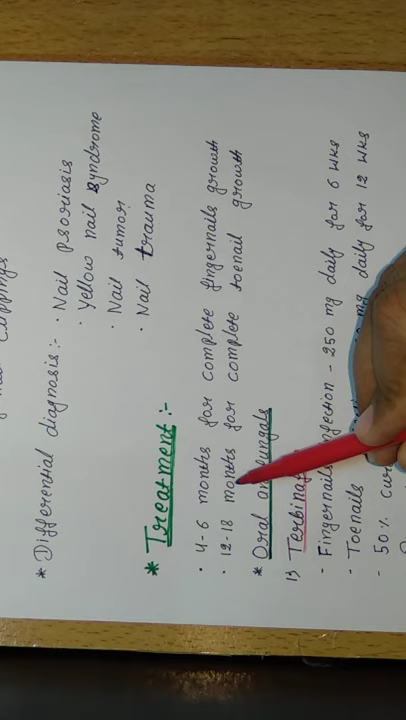 clippings
* Differential diagnosis :- · Nail psoriasis
· Yellow nail syndrome
· Nail tumor
· Nail trauma
* Treatment :-
· 4-6 months for complete fingernails growth
· 12-18 months for complete toenail growth
* Oral
1) Terbina
- Fingernails infection - 250 mg daily for 6 wks
- Toenails mg daily for 12 wks
- 50% cur